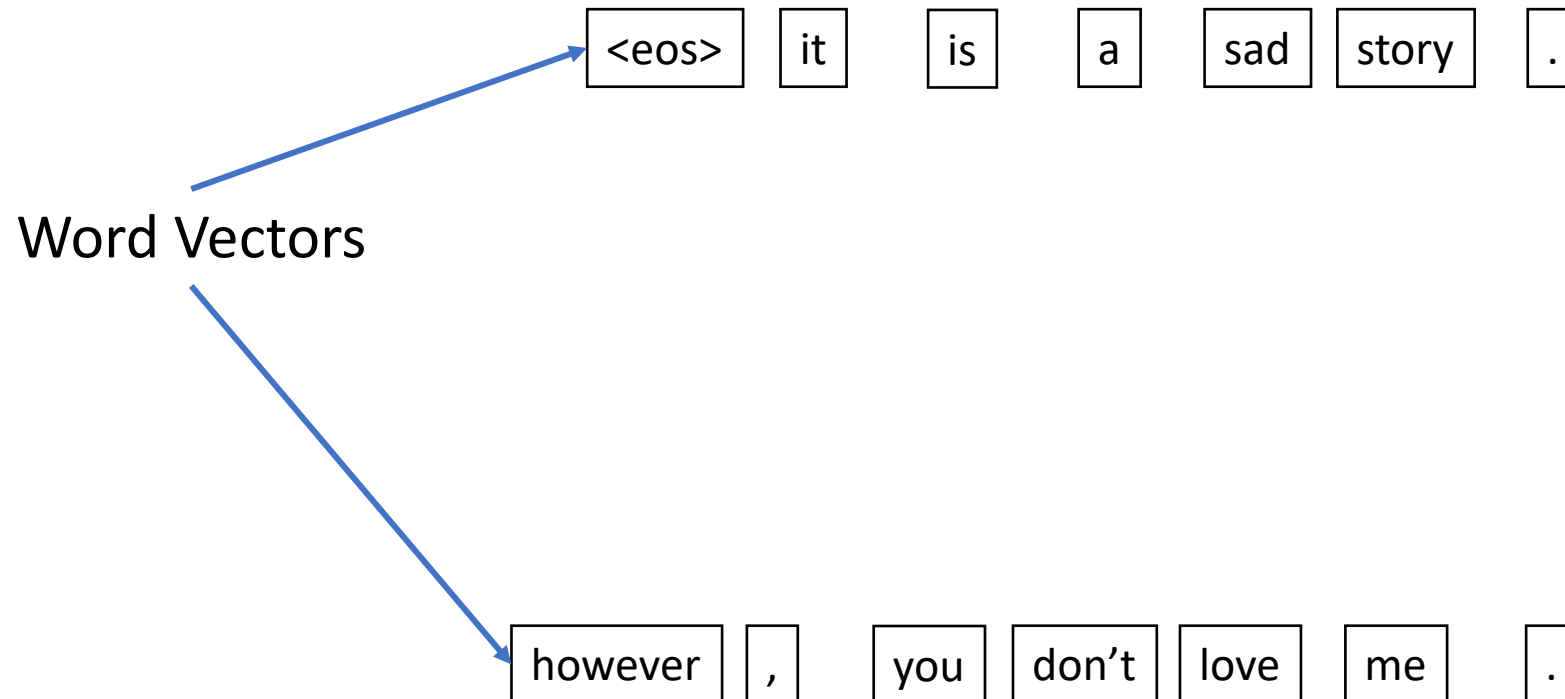 <eos> it is a sad story .
Word Vectors
however , you don’t love me .